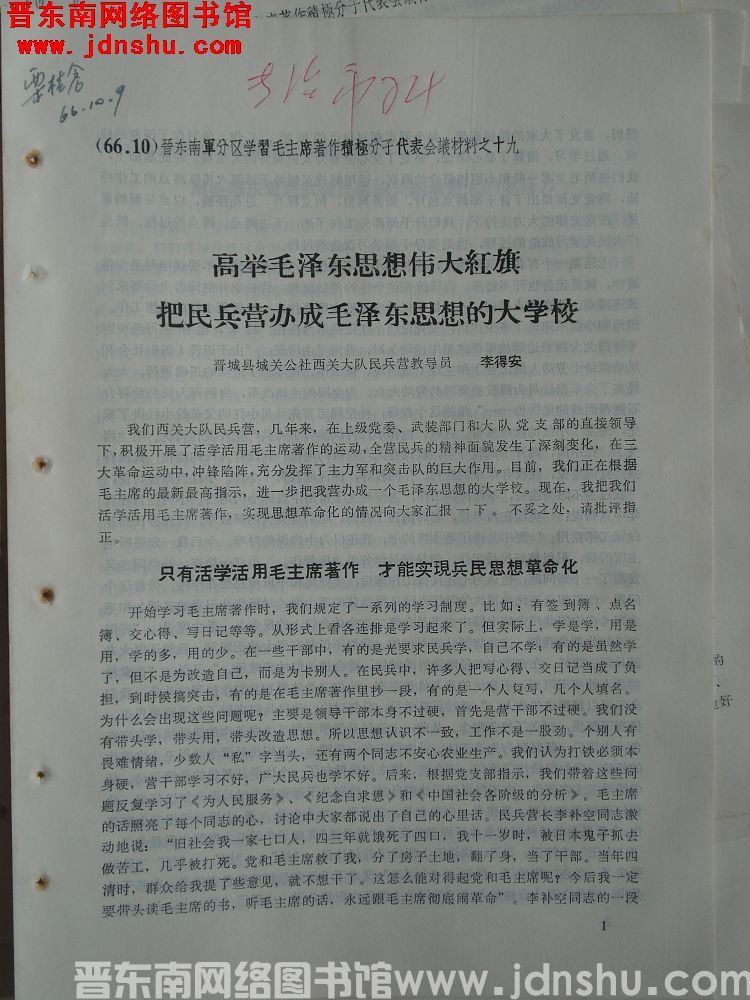 晋东南网络图书馆
www.jdnshu.com
栗桂舍
66.10.9
(66.10)晉东南軍分区学習毛主席著作積極分子代表会議材料之十九
高举毛泽东思想伟大紅旗
把民兵营办成毛泽东思想的大学校
晋城县城关公社西关大队民兵营教导员 李得安
我们西关大队民兵营，几年来，在上级党委、武装部门和大队党支部的直接领导
下，积极开展了活学活用毛主席著作的运动，全营民兵的精神面貌发生了深刻变化，在三
大革命运动中，冲锋陷阵，充分发挥了主力军和突击队的巨大作用。目前，我们正在根据
毛主席的最新最高指示，进一步把我营办成一个毛泽东思想的大学校。现在，我把我们
活学活用毛主席著作，实现思想革命化的情况向大家汇报一下。不妥之处，请批评指
正。
只有活学活用毛主席著作 才能实現兵民思想革命化
开始学习毛主席著作时，我们规定了一系列的学习制度。比如：有签到簿、点名
簿、交心得、写日记等等。从形式上看各连排是学习起来了。但实际上，学是学，用是
用，学的多，用的少。在一些干部中，有的是光要求民兵学，自己不学；有的是虽然学
了，但不是为改造自己，而是为卡别人。在民兵中，许多人把写心得、交日记当成了负
担，到时候搞突击，有的是在毛主席著作里抄一段，有的是一个人复写，几个人填名。
为什么会出现这些问题呢？主要是领导干部本身不过硬，首先是营干部不过硬。我们没
有带头学，带头用，带头改造思想。所以思想认识不一致，工作不是一股劲。个别人有
畏难情绪，少数人“私”字当头，还有两个同志不安心农业生产。我们认为打铁必须本
身硬，营干部学习不好，广大民兵也学不好。后来，根据党支部指示，我们带着这些问
题反复学习了《为人民服务》、《纪念白求恩》和《中国社会各阶级的分析》。毛主席
的话照亮了每个同志的心，讨论中大家都说出了自己的心里话。民兵营长李补空同志激
动地说：“旧社会我一家七口人，四三年就饿死了四口，我十一岁时，被日本鬼子抓去
做苦工，几乎被打死。党和毛主席救了我，分了房子土地，翻了身，当了干部。当年四
清时，群众给我提了些意见，就不想干了。这怎么能对得起党和毛主席呢？今后我一定
要带头读毛主席的书，听毛主席的话，永远跟毛主席彻底闹革命”。李补空同志的一段
1
晋东南网络图书馆www.jdnshu.com